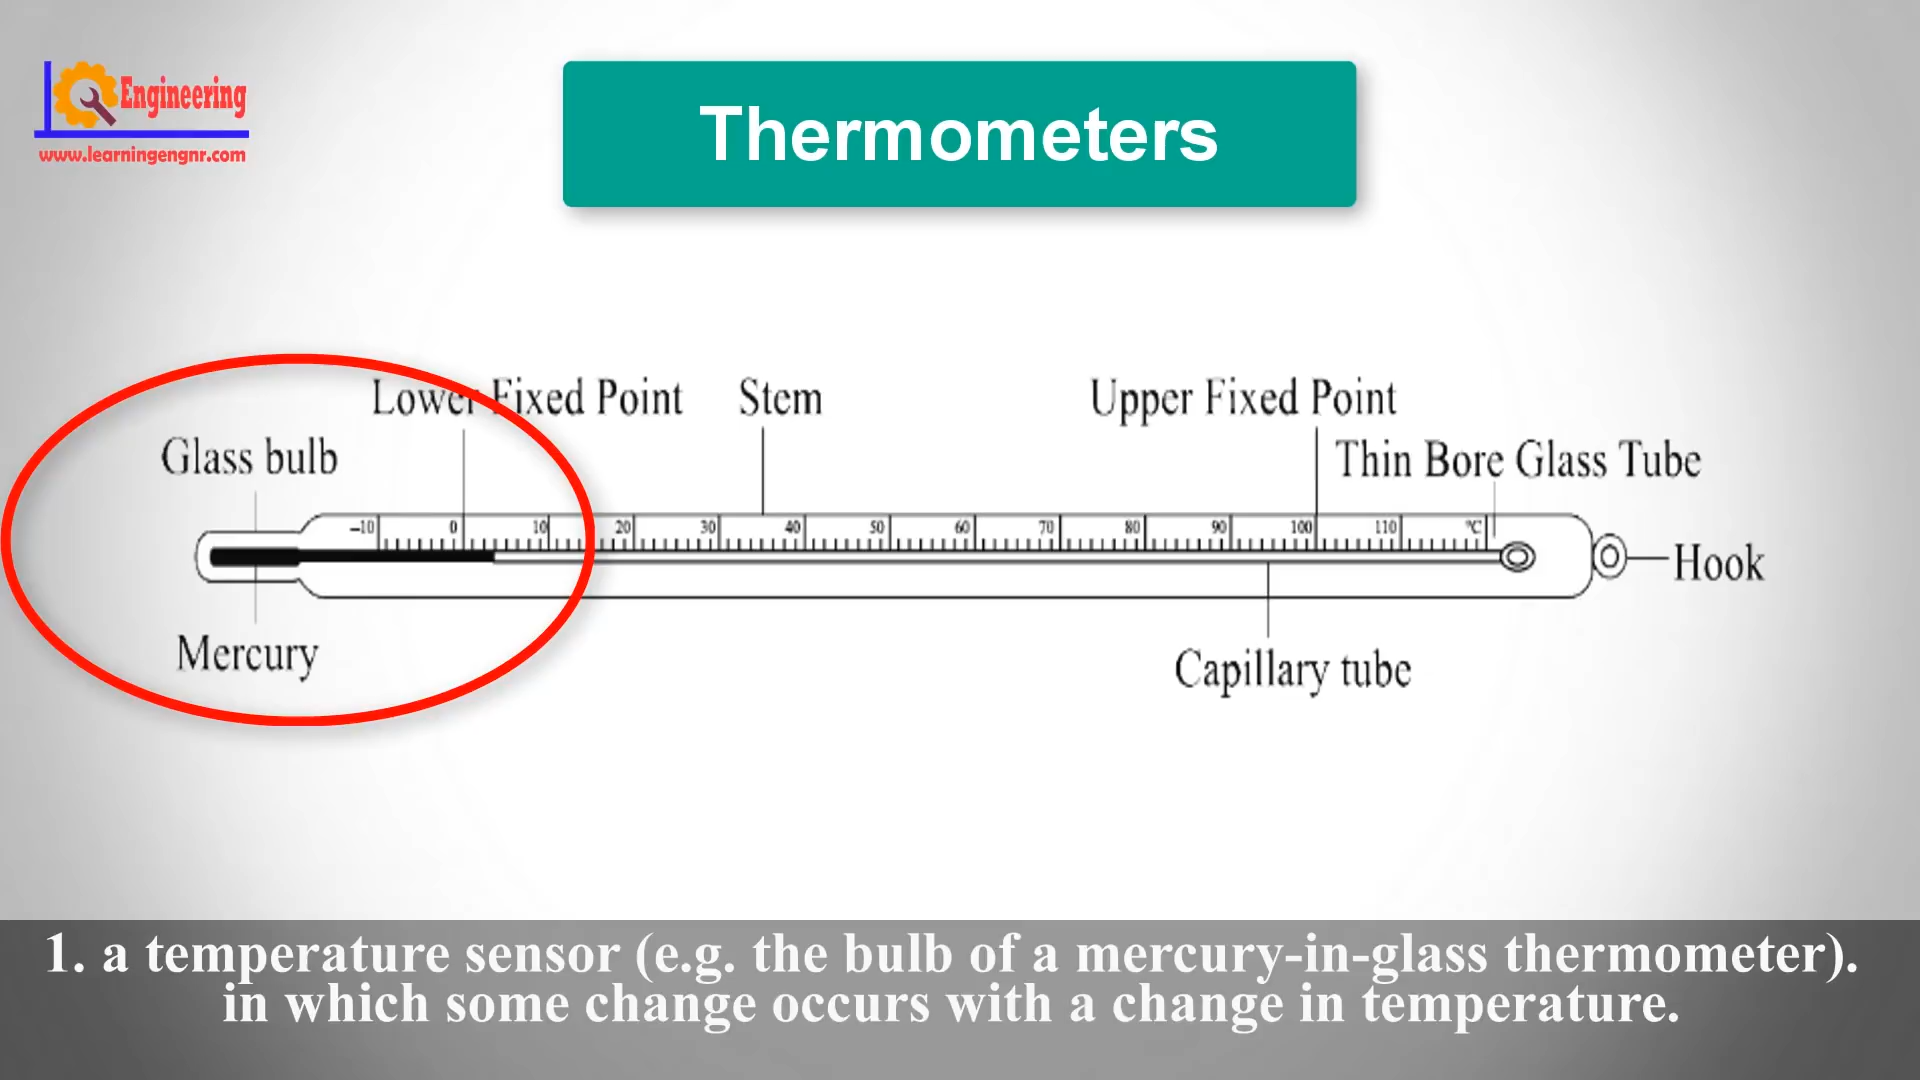 Engineering
www.learningengnr.com
Thermometers
Lower Fixed Point
Stem
Upper Fixed Point
Glass bulb
Thin Bore Glass Tube
-10 0 10 20 30 40 50 60 70 80 90 100 110 °C
Hook
Mercury
Capillary tube
1. a temperature sensor (e.g. the bulb of a mercury-in-glass thermometer).
in which some change occurs with a change in temperature.